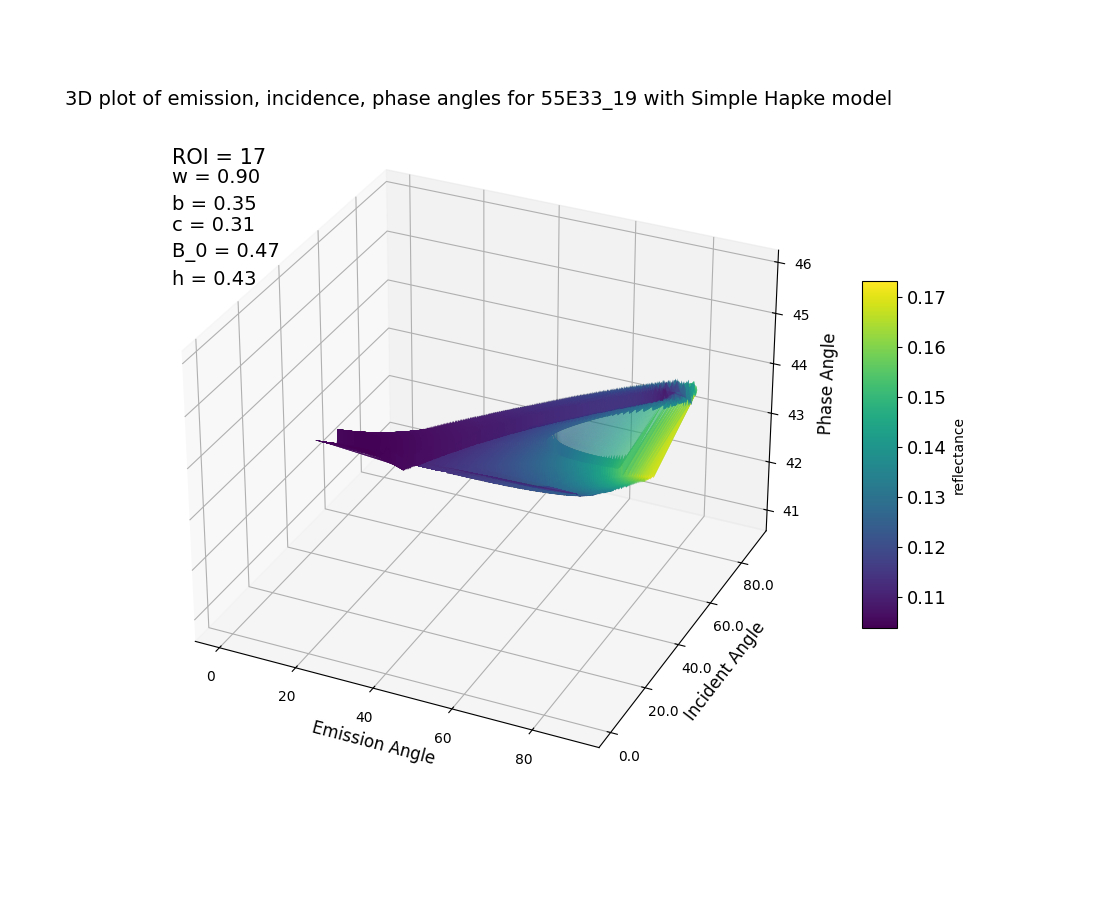 3D plot of emission, incidence, phase angles for 55E33_19 with Simple Hapke model
ROI = 17
w = 0.90
b = 0.35
c = 0.31
B_0 = 0.47
h = 0.43
46
45
44
43
42
41
Phase Angle
80.0
60.0
40.0
20.0
0.0
Incident Angle
0
20
40
60
80
Emission Angle
0.17
0.16
0.15
0.14
0.13
0.12
0.11
reflectance